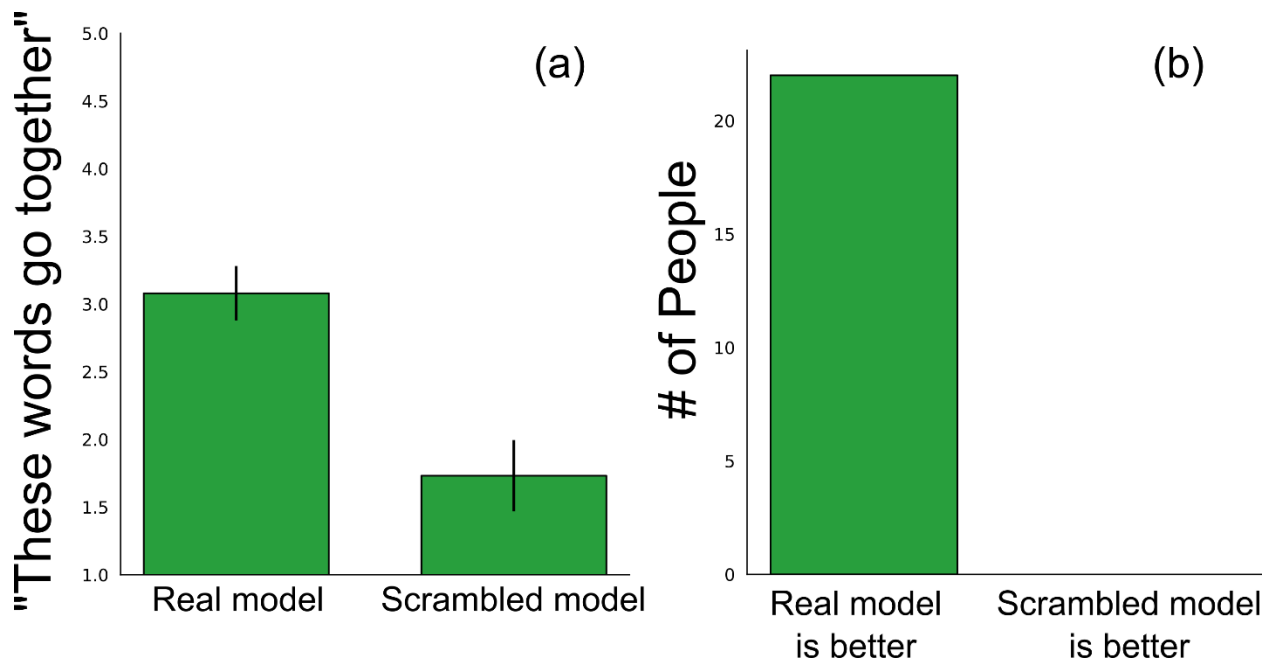 "These words go together"
5.0
4.5
4.0
3.5
3.0
2.5
2.0
1.5
1.0
(a)
Real model
Scrambled model
# of People
20
15
10
5
0
(b)
Real model
is better
Scrambled model
is better